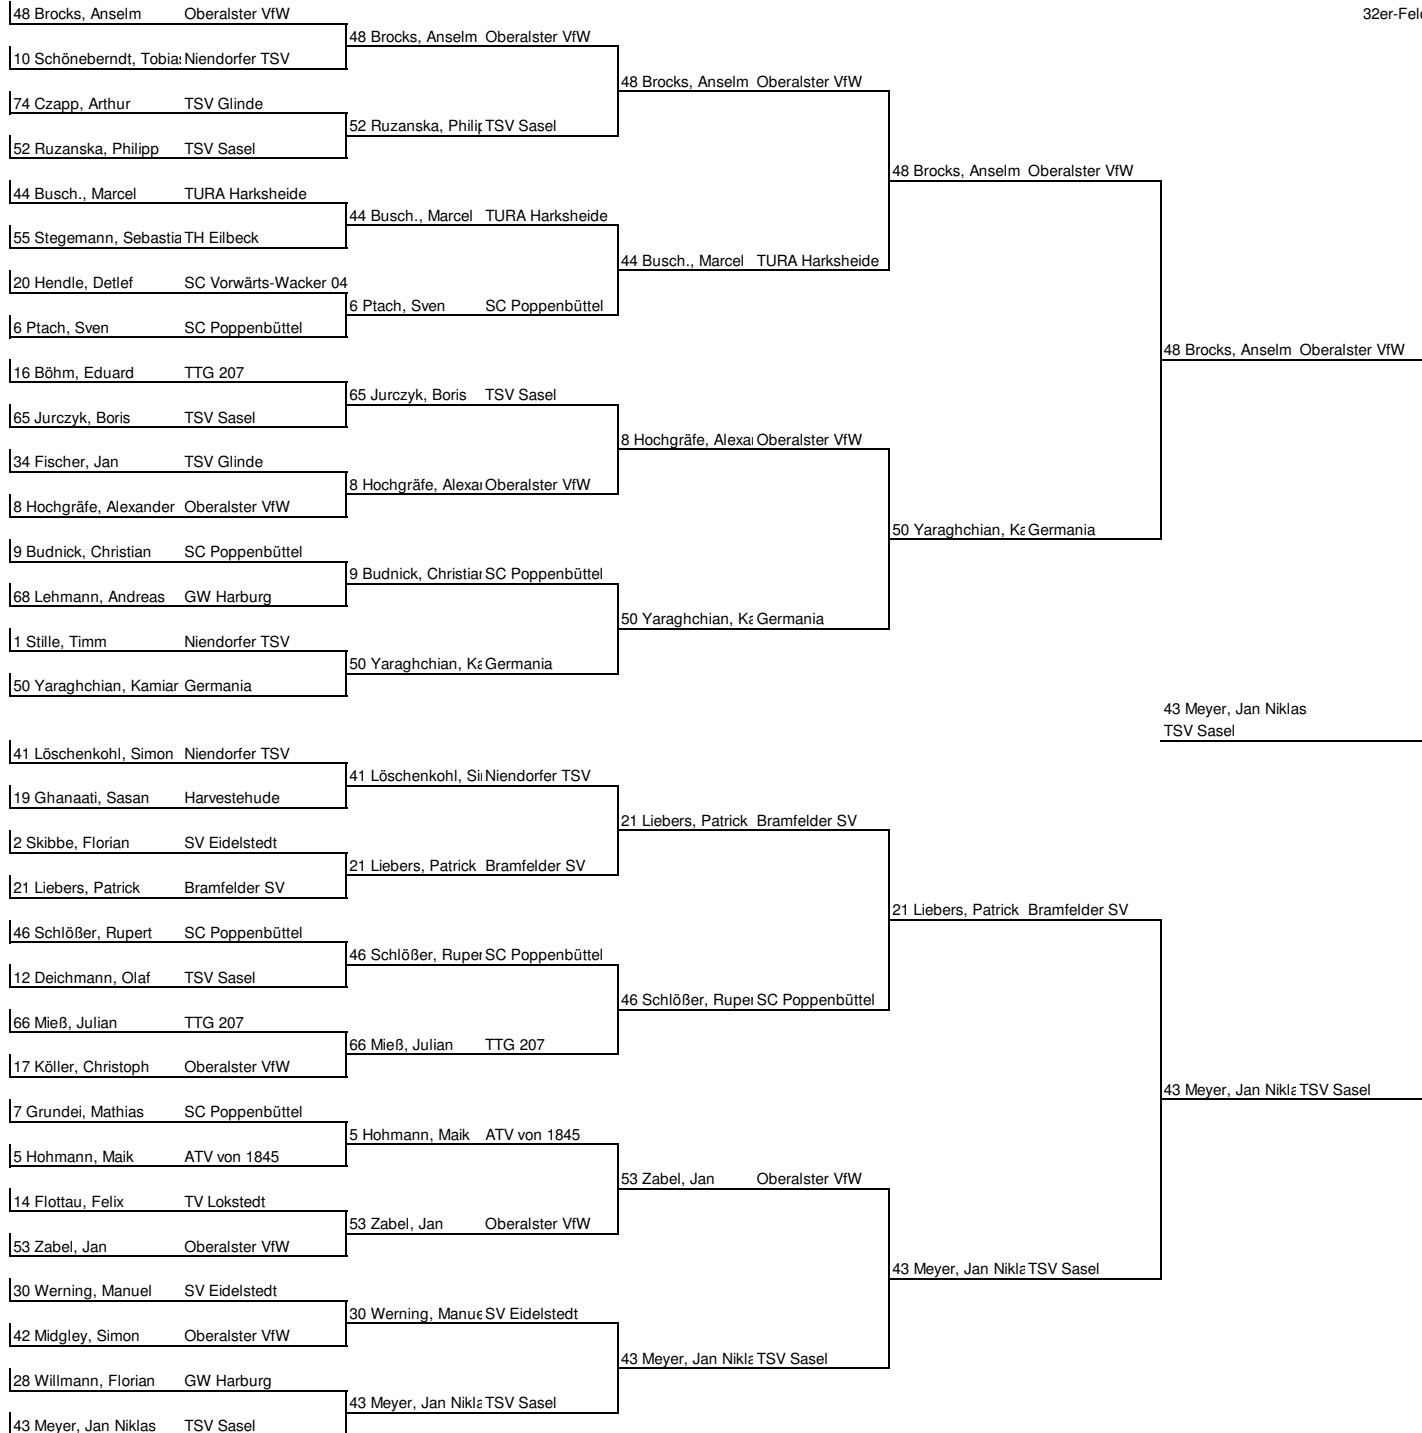 48 Brocks, Anselm Oberalster VfW
32er-Fel
48 Brocks, Anselm Oberalster VfW
10 Schöneberndt, Tobia Niendorfer TSV
48 Brocks, Anselm Oberalster VfW
74 Czapp, Arthur TSV Glinde
52 Ruzanska, Philip TSV Sasel
52 Ruzanska, Philipp TSV Sasel
48 Brocks, Anselm Oberalster VfW
44 Busch., Marcel TURA Harksheide
44 Busch., Marcel TURA Harksheide
55 Stegemann, Sebastia TH Eilbeck
44 Busch., Marcel TURA Harksheide
20 Hendle, Detlef SC Vorwärts-Wacker 04
6 Ptach, Sven SC Poppenbüttel
6 Ptach, Sven SC Poppenbüttel
48 Brocks, Anselm Oberalster VfW
16 Böhm, Eduard TTG 207
65 Jurczyk, Boris TSV Sasel
65 Jurczyk, Boris TSV Sasel
8 Hochgräfe, Alexa Oberalster VfW
34 Fischer, Jan TSV Glinde
8 Hochgräfe, Alexa Oberalster VfW
8 Hochgräfe, Alexander Oberalster VfW
50 Yaraghchian, Ka Germania
9 Budnick, Christian SC Poppenbüttel
9 Budnick, Christia SC Poppenbüttel
68 Lehmann, Andreas GW Harburg
50 Yaraghchian, Ka Germania
1 Stille, Timm Niendorfer TSV
50 Yaraghchian, Ka Germania
50 Yaraghchian, Kamiar Germania
43 Meyer, Jan Niklas
TSV Sasel
41 Löschenkohl, Simon Niendorfer TSV
41 Löschenkohl, Si Niendorfer TSV
19 Ghanaati, Sasan Harvestehude
21 Liebers, Patrick Bramfelder SV
2 Skibbe, Florian SV Eidelstedt
21 Liebers, Patrick Bramfelder SV
21 Liebers, Patrick Bramfelder SV
21 Liebers, Patrick Bramfelder SV
46 Schlößer, Rupert SC Poppenbüttel
46 Schlößer, Ruper SC Poppenbüttel
12 Deichmann, Olaf TSV Sasel
46 Schlößer, Ruper SC Poppenbüttel
66 Mieß, Julian TTG 207
66 Mieß, Julian TTG 207
17 Köller, Christoph Oberalster VfW
43 Meyer, Jan Nikla TSV Sasel
7 Grundei, Mathias SC Poppenbüttel
5 Hohmann, Maik ATV von 1845
5 Hohmann, Maik ATV von 1845
53 Zabel, Jan Oberalster VfW
14 Flottau, Felix TV Lokstedt
53 Zabel, Jan Oberalster VfW
53 Zabel, Jan Oberalster VfW
43 Meyer, Jan Nikla TSV Sasel
30 Werning, Manuel SV Eidelstedt
30 Werning, Manue SV Eidelstedt
42 Midgley, Simon Oberalster VfW
43 Meyer, Jan Nikla TSV Sasel
28 Willmann, Florian GW Harburg
43 Meyer, Jan Nikla TSV Sasel
43 Meyer, Jan Niklas TSV Sasel